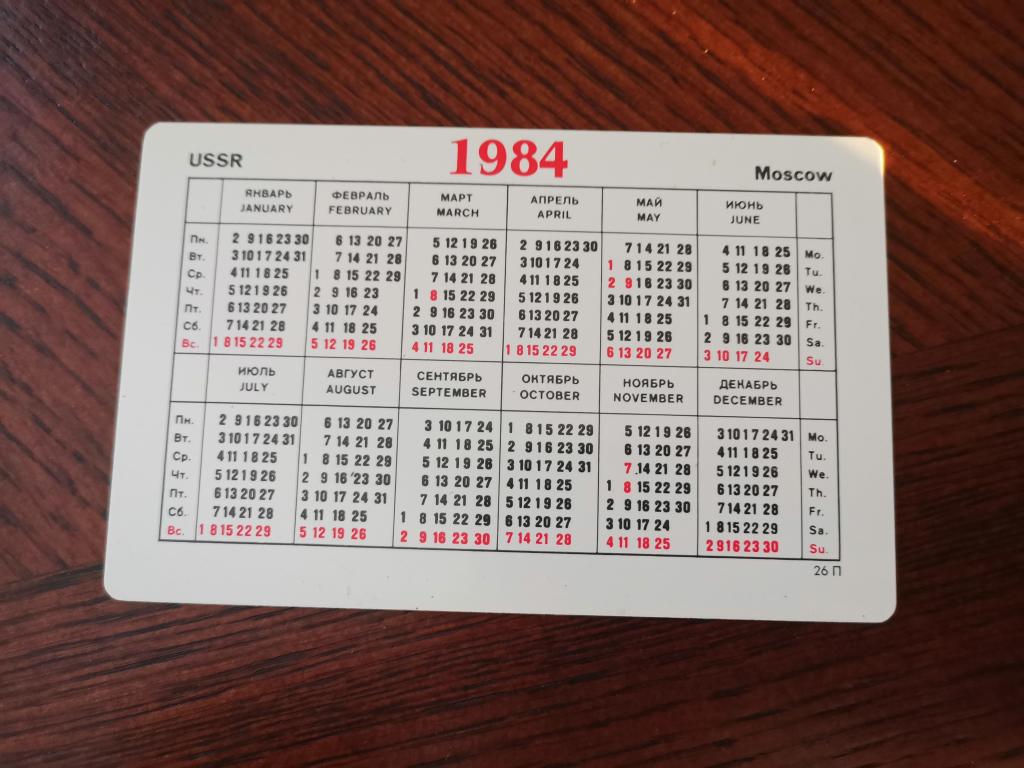 USSR 1984 Moscow
ЯНВАРЬ ФЕВРАЛЬ МАРТ АПРЕЛЬ МАЙ ИЮНЬ
JANUARY FEBRUARY MARCH APRIL MAY JUNE
Пн. 2 9 16 23 30 6 13 20 27 5 12 19 26 2 9 16 23 30 7 14 21 28 4 11 18 25 Mo.
Вт. 3 10 17 24 31 7 14 21 28 6 13 20 27 3 10 17 24 1 8 15 22 29 5 12 19 26 Tu.
Ср. 4 11 18 25 1 8 15 22 29 7 14 21 28 4 11 18 25 2 9 16 23 30 6 13 20 27 We.
Чт. 5 12 19 26 2 9 16 23 1 8 15 22 29 5 12 19 26 3 10 17 24 31 7 14 21 28 Th.
Пт. 6 13 20 27 3 10 17 24 2 9 16 23 30 6 13 20 27 4 11 18 25 1 8 15 22 29 Fr.
Сб. 7 14 21 28 4 11 18 25 3 10 17 24 31 7 14 21 28 5 12 19 26 2 9 16 23 30 Sa.
Вс. 1 8 15 22 29 5 12 19 26 4 11 18 25 1 8 15 22 29 6 13 20 27 3 10 17 24 Su.
ИЮЛЬ АВГУСТ СЕНТЯБРЬ ОКТЯБРЬ НОЯБРЬ ДЕКАБРЬ
JULY AUGUST SEPTEMBER OCTOBER NOVEMBER DECEMBER
Пн. 2 9 16 23 30 6 13 20 27 3 10 17 24 1 8 15 22 29 5 12 19 26 3 10 17 24 31 Mo.
Вт. 3 10 17 24 31 7 14 21 28 4 11 18 25 2 9 16 23 30 6 13 20 27 4 11 18 25 Tu.
Ср. 4 11 18 25 1 8 15 22 29 5 12 19 26 3 10 17 24 31 7 14 21 28 5 12 19 26 We.
Чт. 5 12 19 26 2 9 16 23 30 6 13 20 27 4 11 18 25 1 8 15 22 29 6 13 20 27 Th.
Пт. 6 13 20 27 3 10 17 24 31 7 14 21 28 5 12 19 26 2 9 16 23 30 7 14 21 28 Fr.
Сб. 7 14 21 28 4 11 18 25 1 8 15 22 29 6 13 20 27 3 10 17 24 1 8 15 22 29 Sa.
Вс. 1 8 15 22 29 5 12 19 26 2 9 16 23 30 7 14 21 28 4 11 18 25 2 9 16 23 30 Su.
26 П